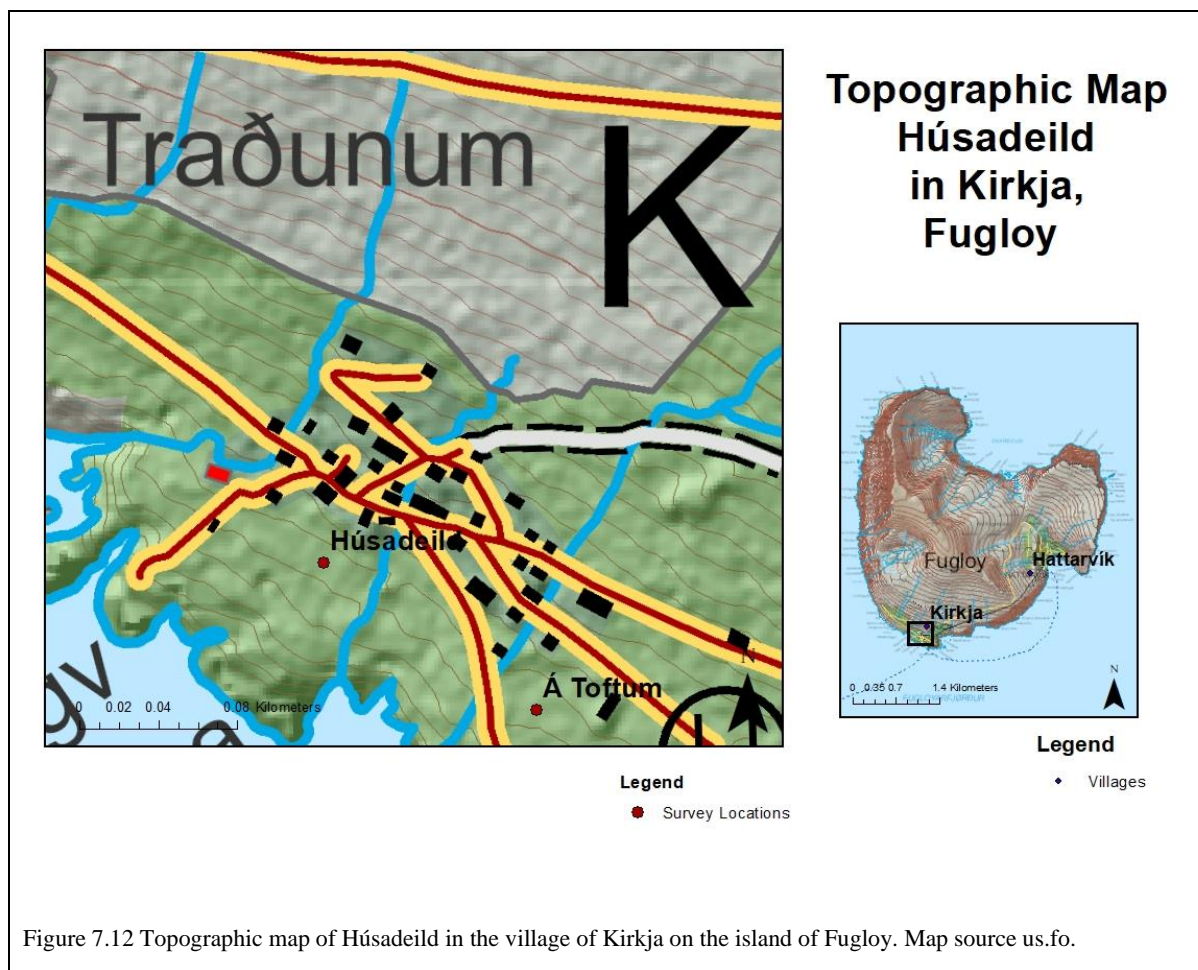 Traðunum
K
Húsadeild
Á Toftum
N
gv
0 0.02 0.04 0.08 Kilometers
Legend
Survey Locations
Topographic Map
Húsadeild
in Kirkja,
Fugloy
Fugloy
Hattarvík
Kirkja
N
0 0.35 0.7 1.4 Kilometers
FUGLOYARFJØRÐUR
Legend
Villages
Figure 7.12 Topographic map of Húsadeild in the village of Kirkja on the island of Fugloy. Map source us.fo.